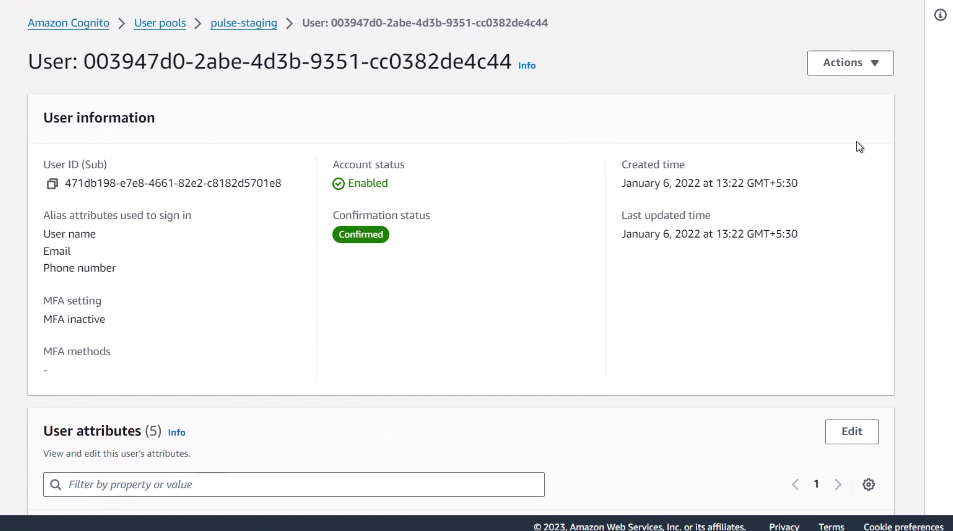 Amazon Cognito > User pools > pulse-staging > User: 003947d0-2abe-4d3b-9351-cc0382de4c44
User: 003947d0-2abe-4d3b-9351-cc0382de4c44 Info
Actions
User information
User ID (Sub)
471db198-e7e8-4661-82e2-c8182d5701e8
Alias attributes used to sign in
User name
Email
Phone number
MFA setting
MFA inactive
MFA methods
-
Account status
Enabled
Confirmation status
Confirmed
Created time
January 6, 2022 at 13:22 GMT+5:30
Last updated time
January 6, 2022 at 13:22 GMT+5:30
User attributes (5) Info
Edit
View and edit this user's attributes.
Filter by property or value
< 1 >
© 2023, Amazon Web Services, Inc. or its affiliates. Privacy Terms Cookie preferences